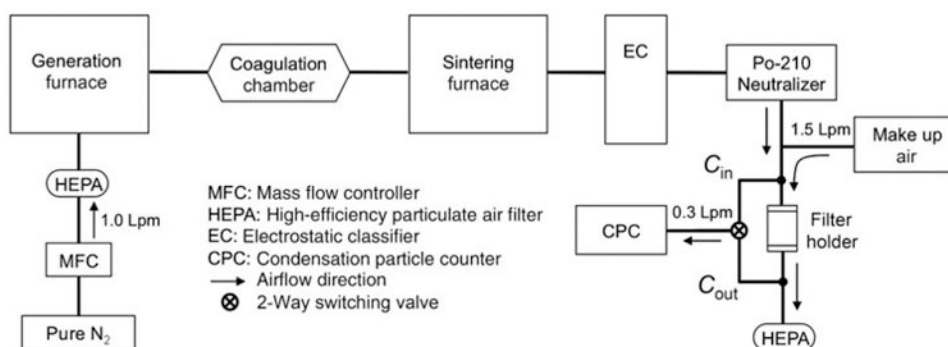 Generation
furnace
Coagulation
chamber
Sintering
furnace
EC
Po-210
Neutralizer
1.5 Lpm
Make up
air
HEPA
1.0 Lpm
MFC
Pure N₂
MFC: Mass flow controller
HEPA: High-efficiency particulate air filter
EC: Electrostatic classifier
CPC: Condensation particle counter
Airflow direction
2-Way switching valve
C_in
0.3 Lpm
CPC
Filter
holder
C_out
HEPA